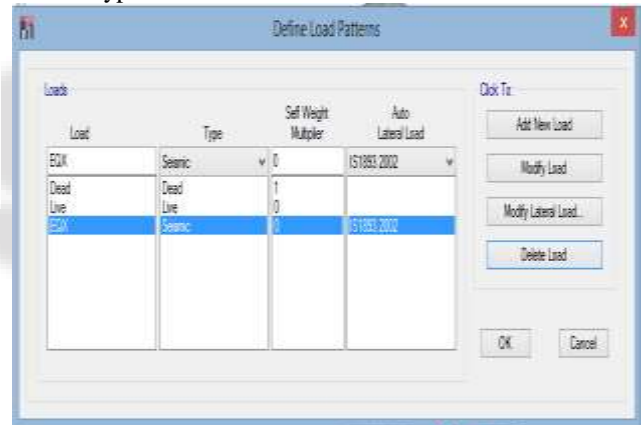 Define Load Patterns
Loads
Click To:
Load Type Self Weight Multiplier Auto Lateral Load
EQX Seismic 0 IS1893 2002
Dead Dead 1
Live Live 0
EQX Seismic 0 IS1893 2002
Add New Load
Modify Load
Modify Lateral Load...
Delete Load
OK Cancel